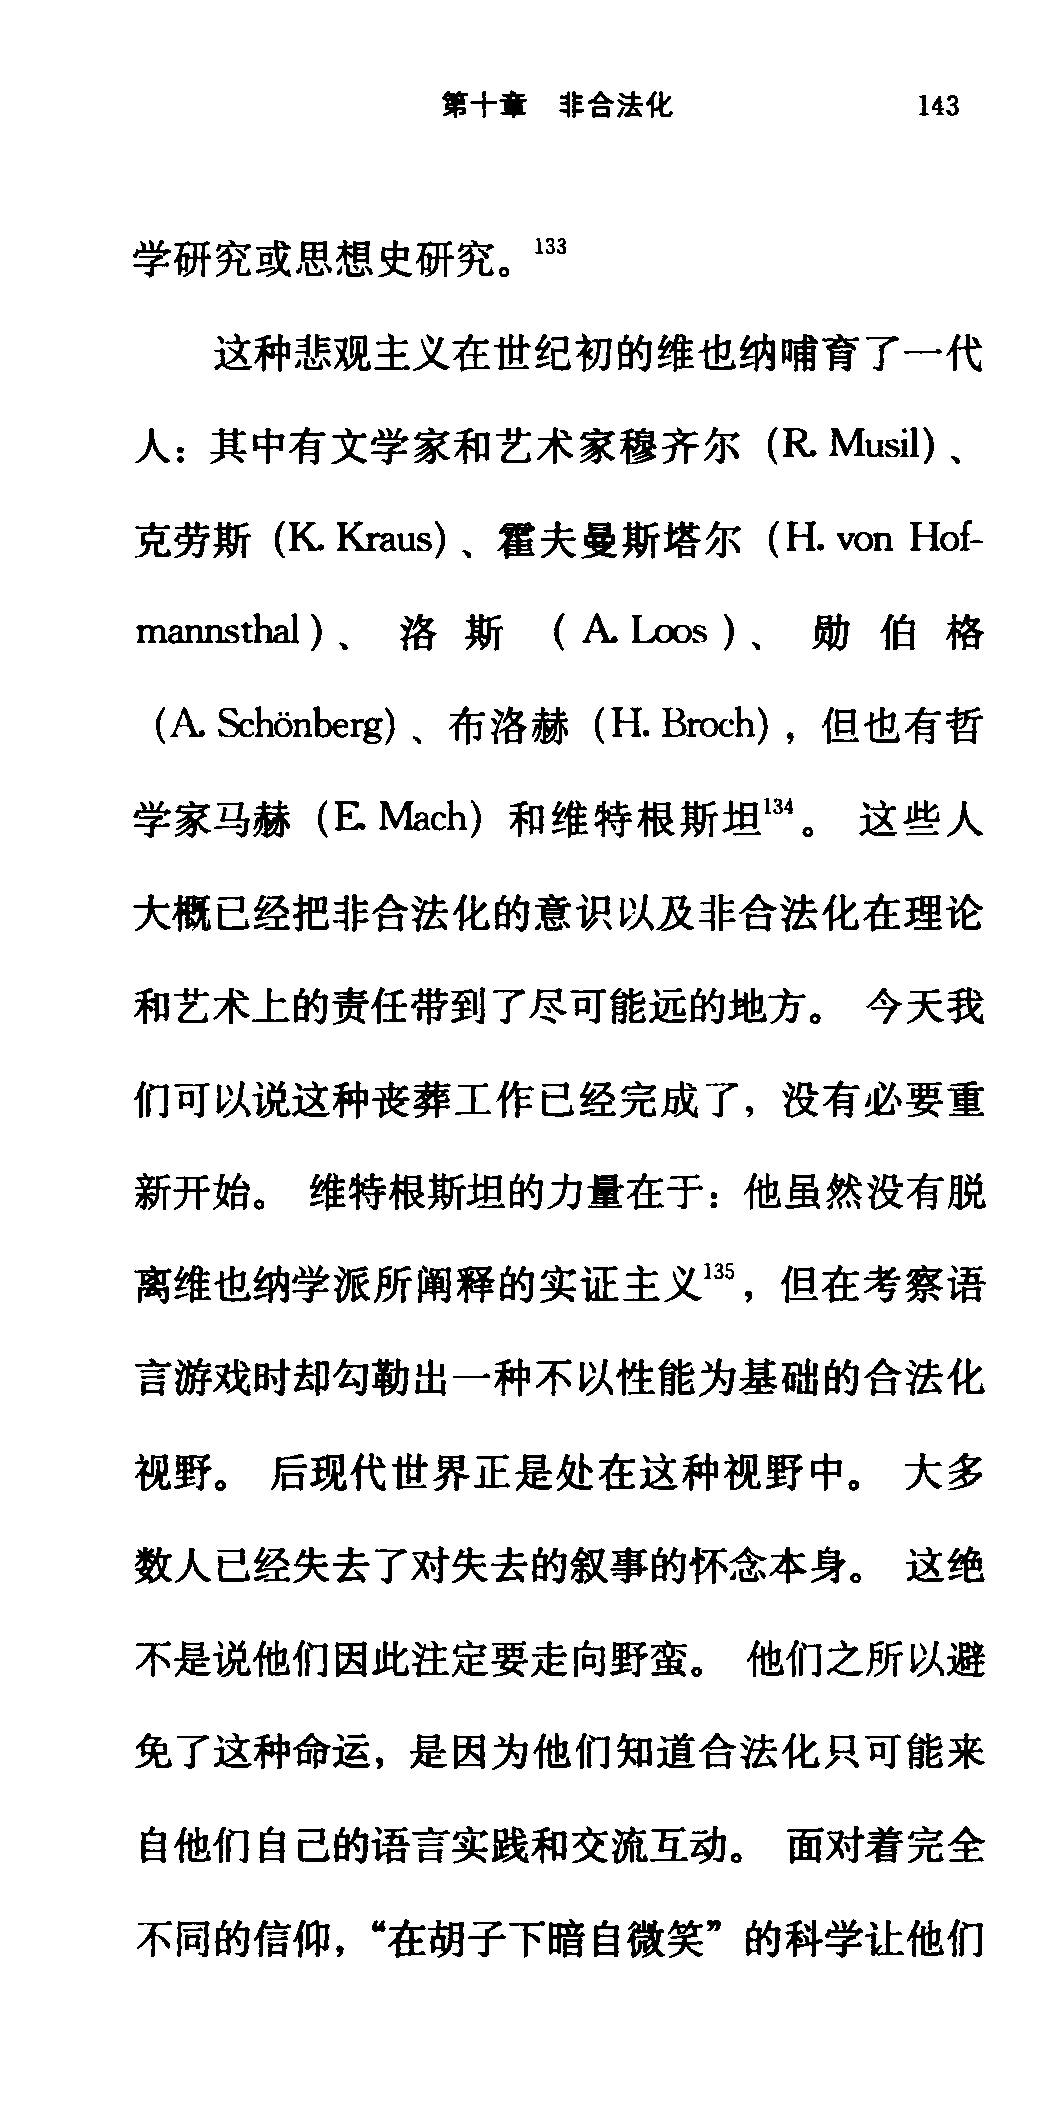 第十章　非合法化　143
学研究或思想史研究。133
这种悲观主义在世纪初的维也纳哺育了一代
人：其中有文学家和艺术家穆齐尔（R. Musil）、
克劳斯（K. Kraus）、霍夫曼斯塔尔（H. von Hof-
mannsthal）、洛斯（A. Loos）、勋伯格
（A. Schönberg）、布洛赫（H. Broch），但也有哲
学家马赫（E. Mach）和维特根斯坦134。 这些人
大概已经把非合法化的意识以及非合法化在理论
和艺术上的责任带到了尽可能远的地方。 今天我
们可以说这种丧葬工作已经完成了，没有必要重
新开始。 维特根斯坦的力量在于：他虽然没有脱
离维也纳学派所阐释的实证主义135，但在考察语
言游戏时却勾勒出一种不以性能为基础的合法化
视野。 后现代世界正是处在这种视野中。 大多
数人已经失去了对失去的叙事的怀念本身。 这绝
不是说他们因此注定要走向野蛮。 他们之所以避
免了这种命运，是因为他们知道合法化只可能来
自他们自己的语言实践和交流互动。 面对着完全
不同的信仰，“在胡子下暗自微笑”的科学让他们